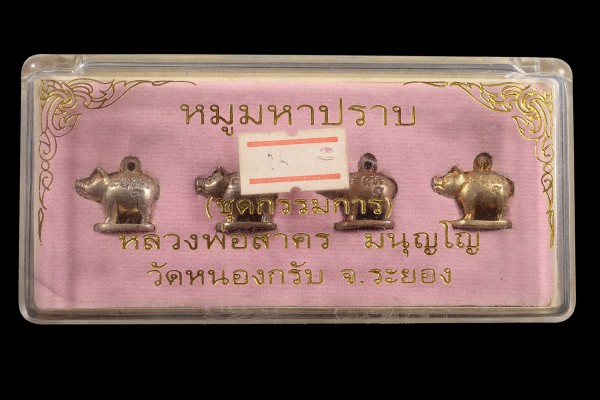 หมูมหาปราบ
(ชุดกรรมการ)
หลวงพ่อสาคร มนุญโญ
วัดหนองกรับ จ.ระยอง